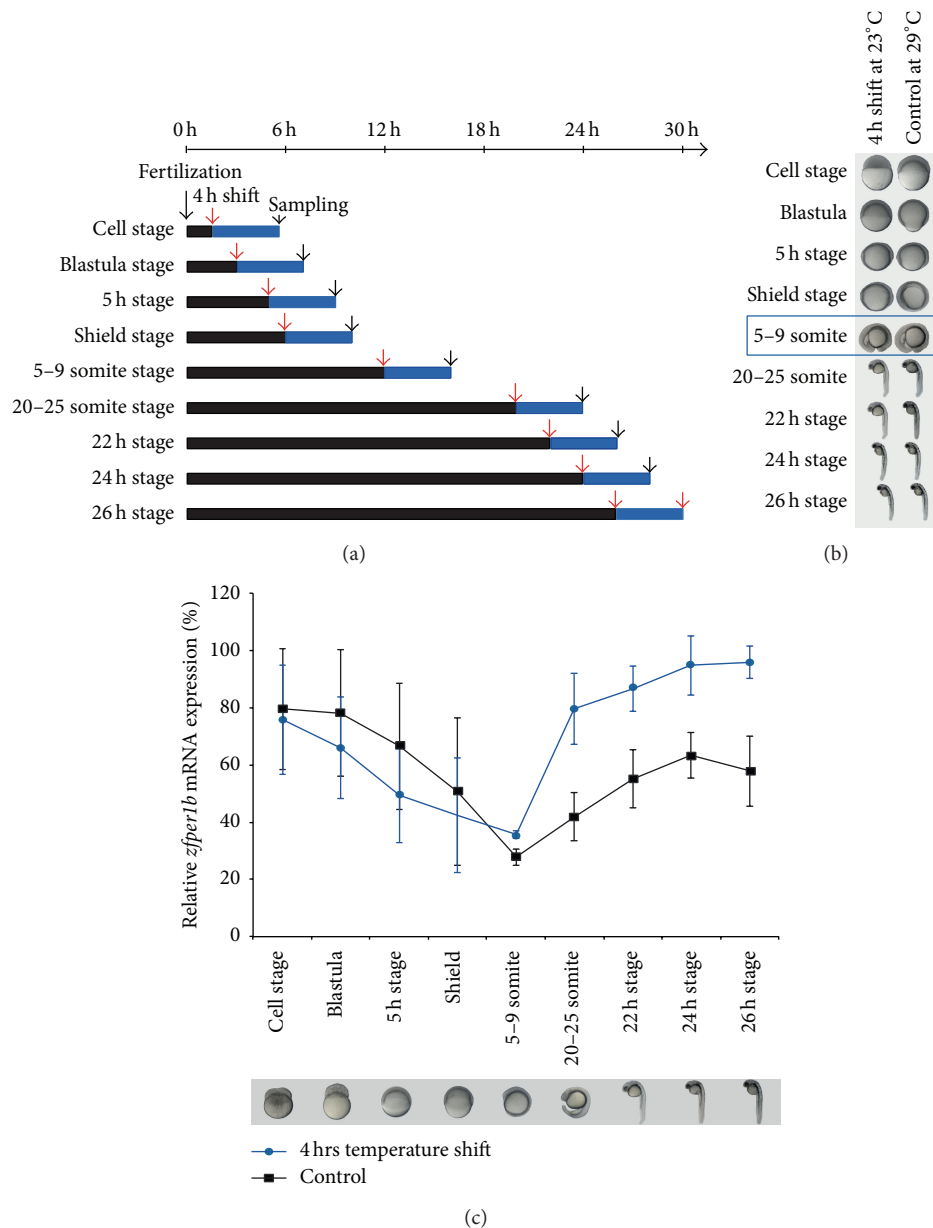 0 h
6 h
12 h
18 h
24 h
30 h
Fertilization
4 h shift
Sampling
Cell stage
Blastula stage
5 h stage
Shield stage
5–9 somite stage
20–25 somite stage
22 h stage
24 h stage
26 h stage
(a)
4 h shift at 23°C
Control at 29°C
Cell stage
Blastula
5 h stage
Shield stage
5–9 somite
20–25 somite
22 h stage
24 h stage
26 h stage
(b)
Relative zfper1b mRNA expression (%)
120
100
80
60
40
20
0
Cell stage
Blastula
5 h stage
Shield
5–9 somite
20–25 somite
22 h stage
24 h stage
26 h stage
4 hrs temperature shift
Control
(c)